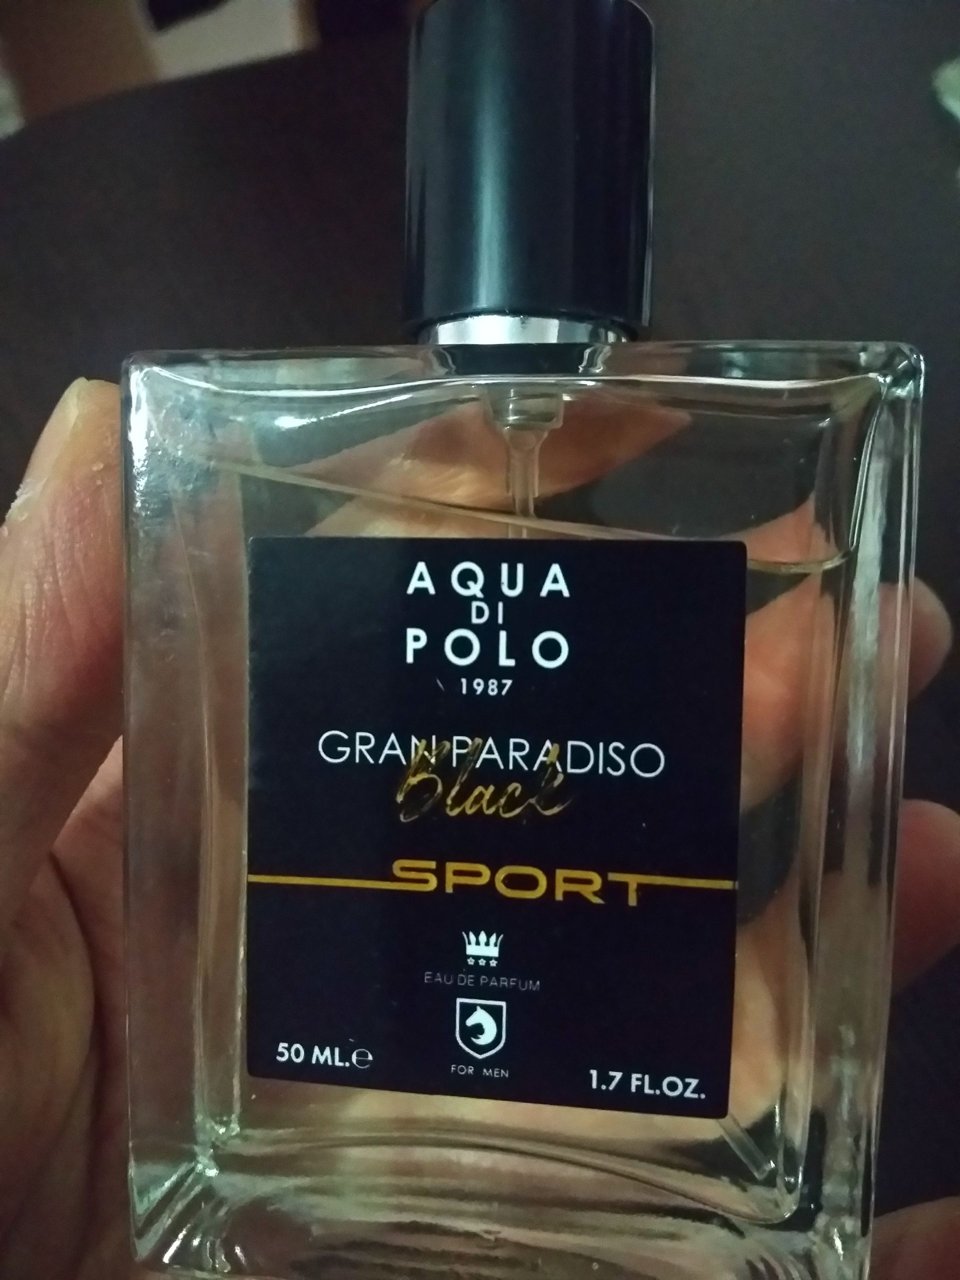 AQUA
DI
POLO
1987
GRAN PARADISO
Black
SPORT
EAU DE PARFUM
FOR MEN
50 ML.℮
1.7 FL.OZ.